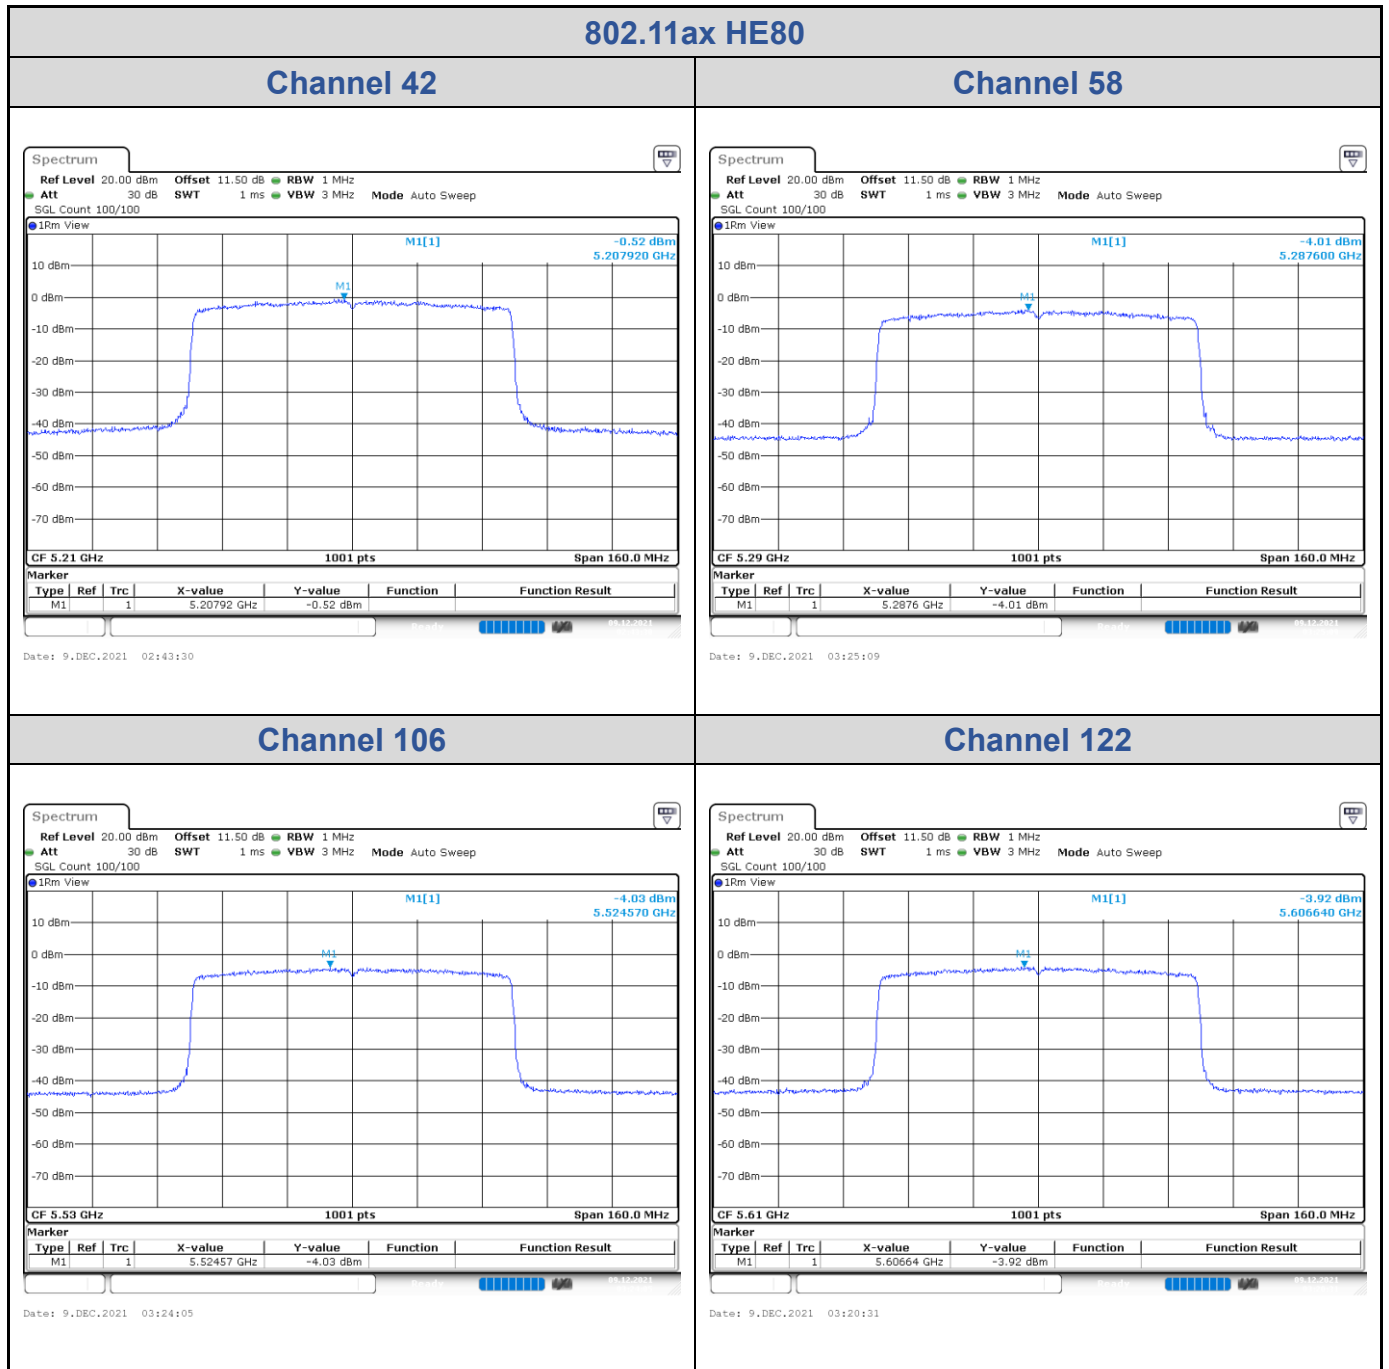 802.11ax HE80
Channel 42
Channel 58
Spectrum
Ref Level 20.00 dBm Offset 11.50 dB RBW 1 MHz
Att 30 dB SWT 1 ms VBW 3 MHz Mode Auto Sweep
SGL Count 100/100
1Rm View
M1[1] -0.52 dBm
5.207920 GHz
M1
10 dBm
0 dBm
-10 dBm
-20 dBm
-30 dBm
-40 dBm
-50 dBm
-60 dBm
-70 dBm
CF 5.21 GHz 1001 pts Span 160.0 MHz
Marker
Type Ref Trc X-value Y-value Function Function Result
M1 1 5.20792 GHz -0.52 dBm
Ready 09.12.2021
Date: 9.DEC.2021 02:43:30
Spectrum
Ref Level 20.00 dBm Offset 11.50 dB RBW 1 MHz
Att 30 dB SWT 1 ms VBW 3 MHz Mode Auto Sweep
SGL Count 100/100
1Rm View
M1[1] -4.01 dBm
5.287600 GHz
10 dBm
0 dBm
M1
-10 dBm
-20 dBm
-30 dBm
-40 dBm
-50 dBm
-60 dBm
-70 dBm
CF 5.29 GHz 1001 pts Span 160.0 MHz
Marker
Type Ref Trc X-value Y-value Function Function Result
M1 1 5.2876 GHz -4.01 dBm
Ready 09.12.2021
Date: 9.DEC.2021 03:25:09
Channel 106
Channel 122
Spectrum
Ref Level 20.00 dBm Offset 11.50 dB RBW 1 MHz
Att 30 dB SWT 1 ms VBW 3 MHz Mode Auto Sweep
SGL Count 100/100
1Rm View
M1[1] -4.03 dBm
5.524570 GHz
10 dBm
0 dBm
M1
-10 dBm
-20 dBm
-30 dBm
-40 dBm
-50 dBm
-60 dBm
-70 dBm
CF 5.53 GHz 1001 pts Span 160.0 MHz
Marker
Type Ref Trc X-value Y-value Function Function Result
M1 1 5.52457 GHz -4.03 dBm
Ready 09.12.2021
Date: 9.DEC.2021 03:24:05
Spectrum
Ref Level 20.00 dBm Offset 11.50 dB RBW 1 MHz
Att 30 dB SWT 1 ms VBW 3 MHz Mode Auto Sweep
SGL Count 100/100
1Rm View
M1[1] -3.92 dBm
5.606640 GHz
10 dBm
0 dBm
M1
-10 dBm
-20 dBm
-30 dBm
-40 dBm
-50 dBm
-60 dBm
-70 dBm
CF 5.61 GHz 1001 pts Span 160.0 MHz
Marker
Type Ref Trc X-value Y-value Function Function Result
M1 1 5.60664 GHz -3.92 dBm
Ready 09.12.2021
Date: 9.DEC.2021 03:20:31